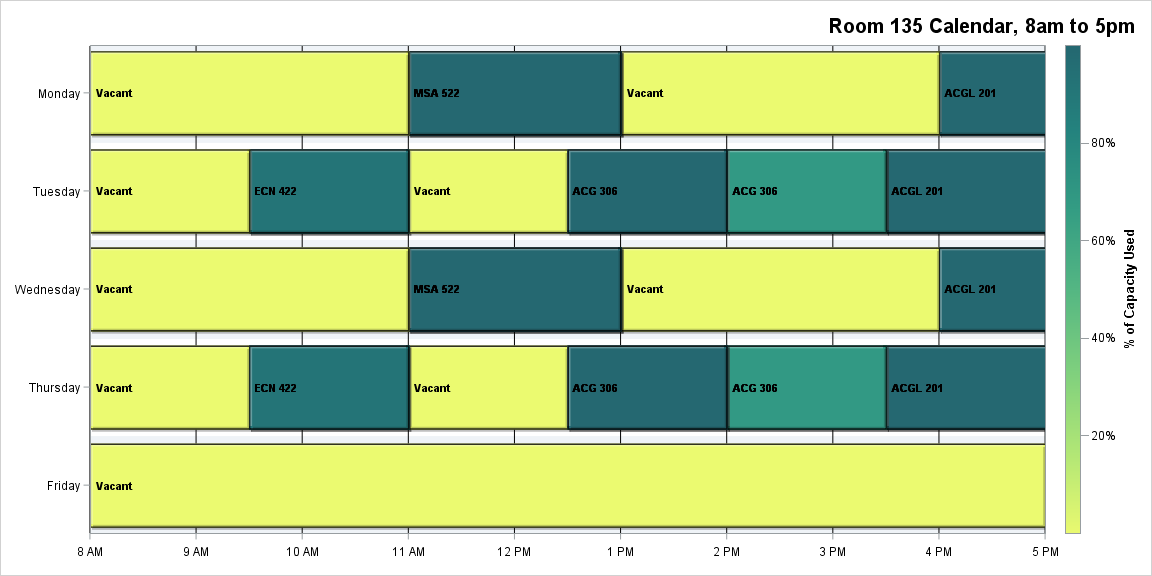 Room 135 Calendar, 8am to 5pm
Monday
Vacant
MSA 522
Vacant
ACGL 201
Tuesday
Vacant
ECN 422
Vacant
ACG 306
ACG 306
ACGL 201
Wednesday
Vacant
MSA 522
Vacant
ACGL 201
Thursday
Vacant
ECN 422
Vacant
ACG 306
ACG 306
ACGL 201
Friday
Vacant
8 AM
9 AM
10 AM
11 AM
12 PM
1 PM
2 PM
3 PM
4 PM
5 PM
80%
60%
40%
20%
% of Capacity Used